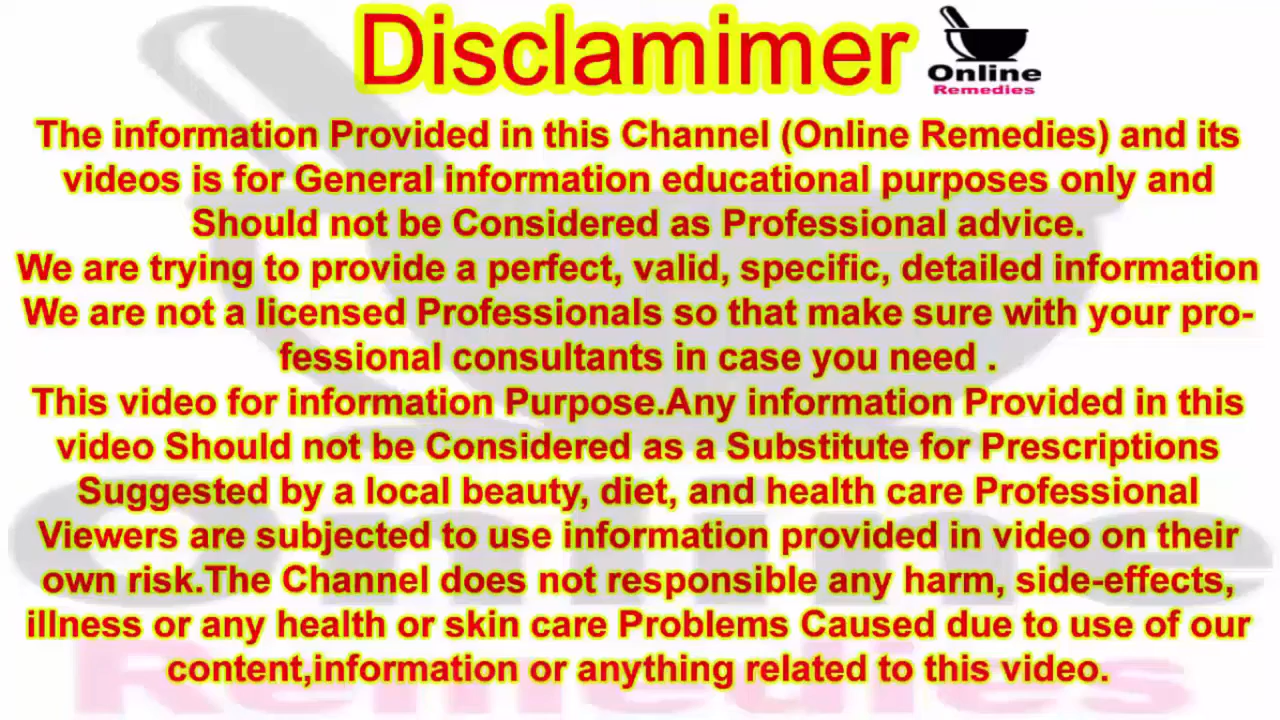 Disclamimer
Online
Remedies
The information Provided in this Channel (Online Remedies) and its
videos is for General information educational purposes only and
Should not be Considered as Professional advice.
We are trying to provide a perfect, valid, specific, detailed information
We are not a licensed Professionals so that make sure with your pro-
fessional consultants in case you need .
This video for information Purpose.Any information Provided in this
video Should not be Considered as a Substitute for Prescriptions
Suggested by a local beauty, diet, and health care Professional
Viewers are subjected to use information provided in video on their
own risk.The Channel does not responsible any harm, side-effects,
illness or any health or skin care Problems Caused due to use of our
content,information or anything related to this video.
Online
Remedies